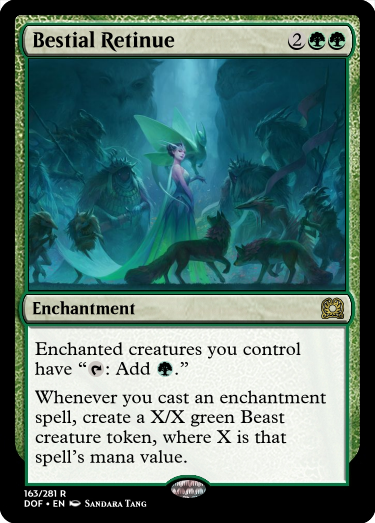 Bestial Retinue 2
Enchantment
Enchanted creatures you control
have “: Add .”
Whenever you cast an enchantment
spell, create a X/X green Beast
creature token, where X is that
spell’s mana value.
163/281 R
DOF • EN Sandara Tang